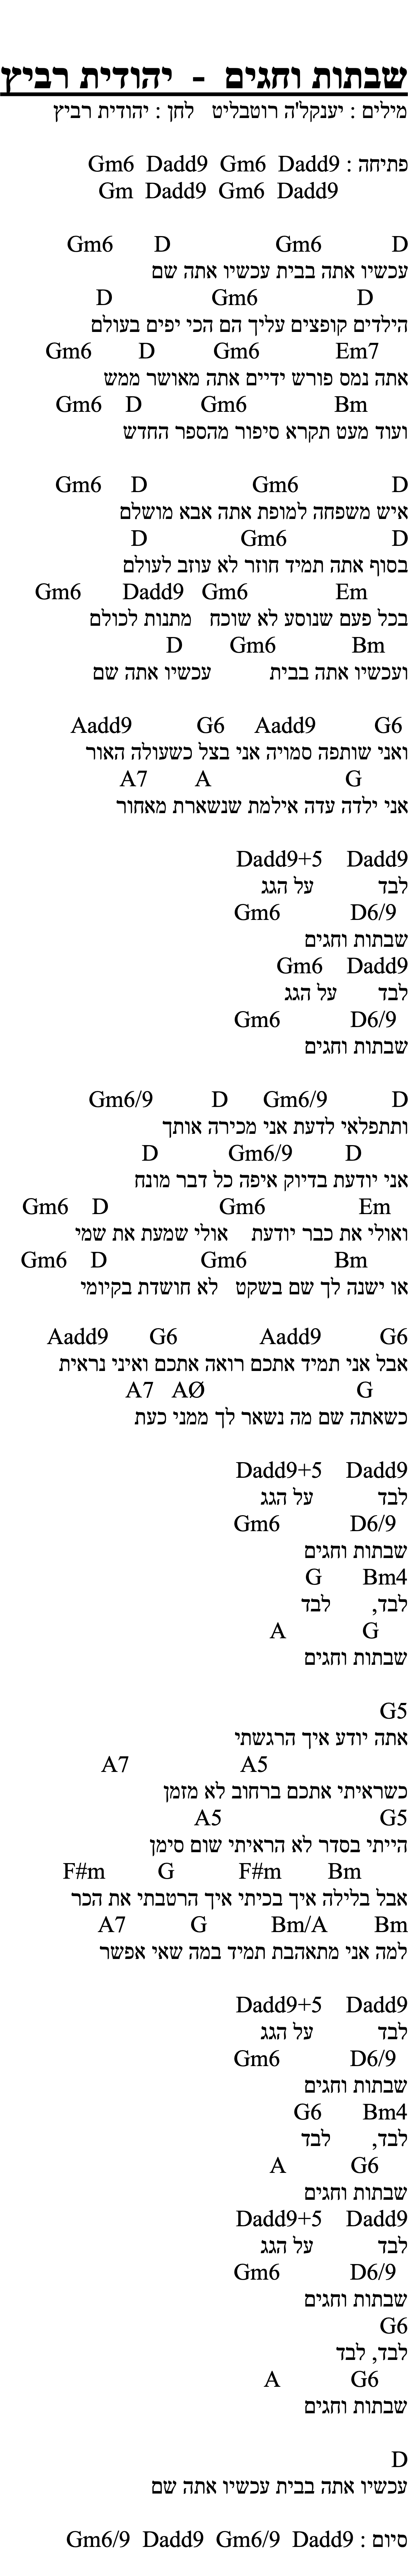 שבתות וחגים - יהודית רביץ
מילים : יענקל'ה רוטבליט לחן : יהודית רביץ
פתיחה : Gm6 Dadd9 Gm6 Dadd9
Gm Dadd9 Gm6 Dadd9
Gm6 D Gm6 D
עכשיו אתה בבית עכשיו אתה שם
D Gm6 D
הילדים קופצים עליך הם הכי יפים בעולם
Gm6 D Gm6 Em7
אתה נמס פורש ידיים אתה מאושר ממש
Gm6 D Gm6 Bm
ועוד מעט תקרא סיפור מהספר החדש
Gm6 D Gm6 D
איש משפחה למופת אתה אבא מושלם
D Gm6 D
בסוף אתה תמיד חוזר לא עוזב לעולם
Gm6 Dadd9 Gm6 Em
בכל פעם שנוסע לא שוכח מתנות לכולם
D Gm6 Bm
ועכשיו אתה בבית עכשיו אתה שם
Aadd9 G6 Aadd9 G6
ואני שותפה סמויה אני בצל כשעולה האור
A7 A G
אני ילדה עדה אילמת שנשארת מאחור
Dadd9+5 Dadd9
לבד על הגג
Gm6 D6/9
שבתות וחגים
Gm6 Dadd9
לבד על הגג
Gm6 D6/9
שבתות וחגים
Gm6/9 D Gm6/9 D
ותתפלאי לדעת אני מכירה אותך
D Gm6/9 D
אני יודעת בדיוק איפה כל דבר מונח
Gm6 D Gm6 Em
ואולי את כבר יודעת אולי שמעת את שמי
Gm6 D Gm6 Bm
או ישנה לך שם בשקט לא חושדת בקיומי
Aadd9 G6 Aadd9 G6
אבל אני תמיד אתכם רואה אתכם ואיני נראית
A7 AØ G
כשאתה שם מה נשאר לך ממני כעת
Dadd9+5 Dadd9
לבד על הגג
Gm6 D6/9
שבתות וחגים
G Bm4
לבד, לבד
A G
שבתות וחגים
G5
אתה יודע איך הרגשתי
A7 A5
כשראיתי אתכם ברחוב לא מזמן
A5 G5
הייתי בסדר לא הראיתי שום סימן
F#m G F#m Bm
אבל בלילה איך בכיתי איך הרטבתי את הכר
A7 G Bm/A Bm
למה אני מתאהבת תמיד במה שאי אפשר
Dadd9+5 Dadd9
לבד על הגג
Gm6 D6/9
שבתות וחגים
G6 Bm4
לבד, לבד
A G6
שבתות וחגים
Dadd9+5 Dadd9
לבד על הגג
Gm6 D6/9
שבתות וחגים
G6
לבד, לבד
A G6
שבתות וחגים
D
עכשיו אתה בבית עכשיו אתה שם
סיום : Gm6/9 Dadd9 Gm6/9 Dadd9